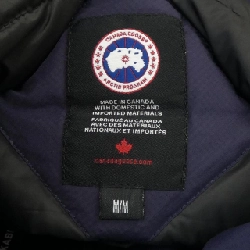 CANADA GOOSE
ARCTIC PROGRAM
MADE IN CANADA
WITH DOMESTIC AND
IMPORTED MATERIALS
FABRIQUÉ AU CANADA
AVEC DES MATÉRIAUX
NATIONAUX ET IMPORTÉS
canadagoose.com
M/M